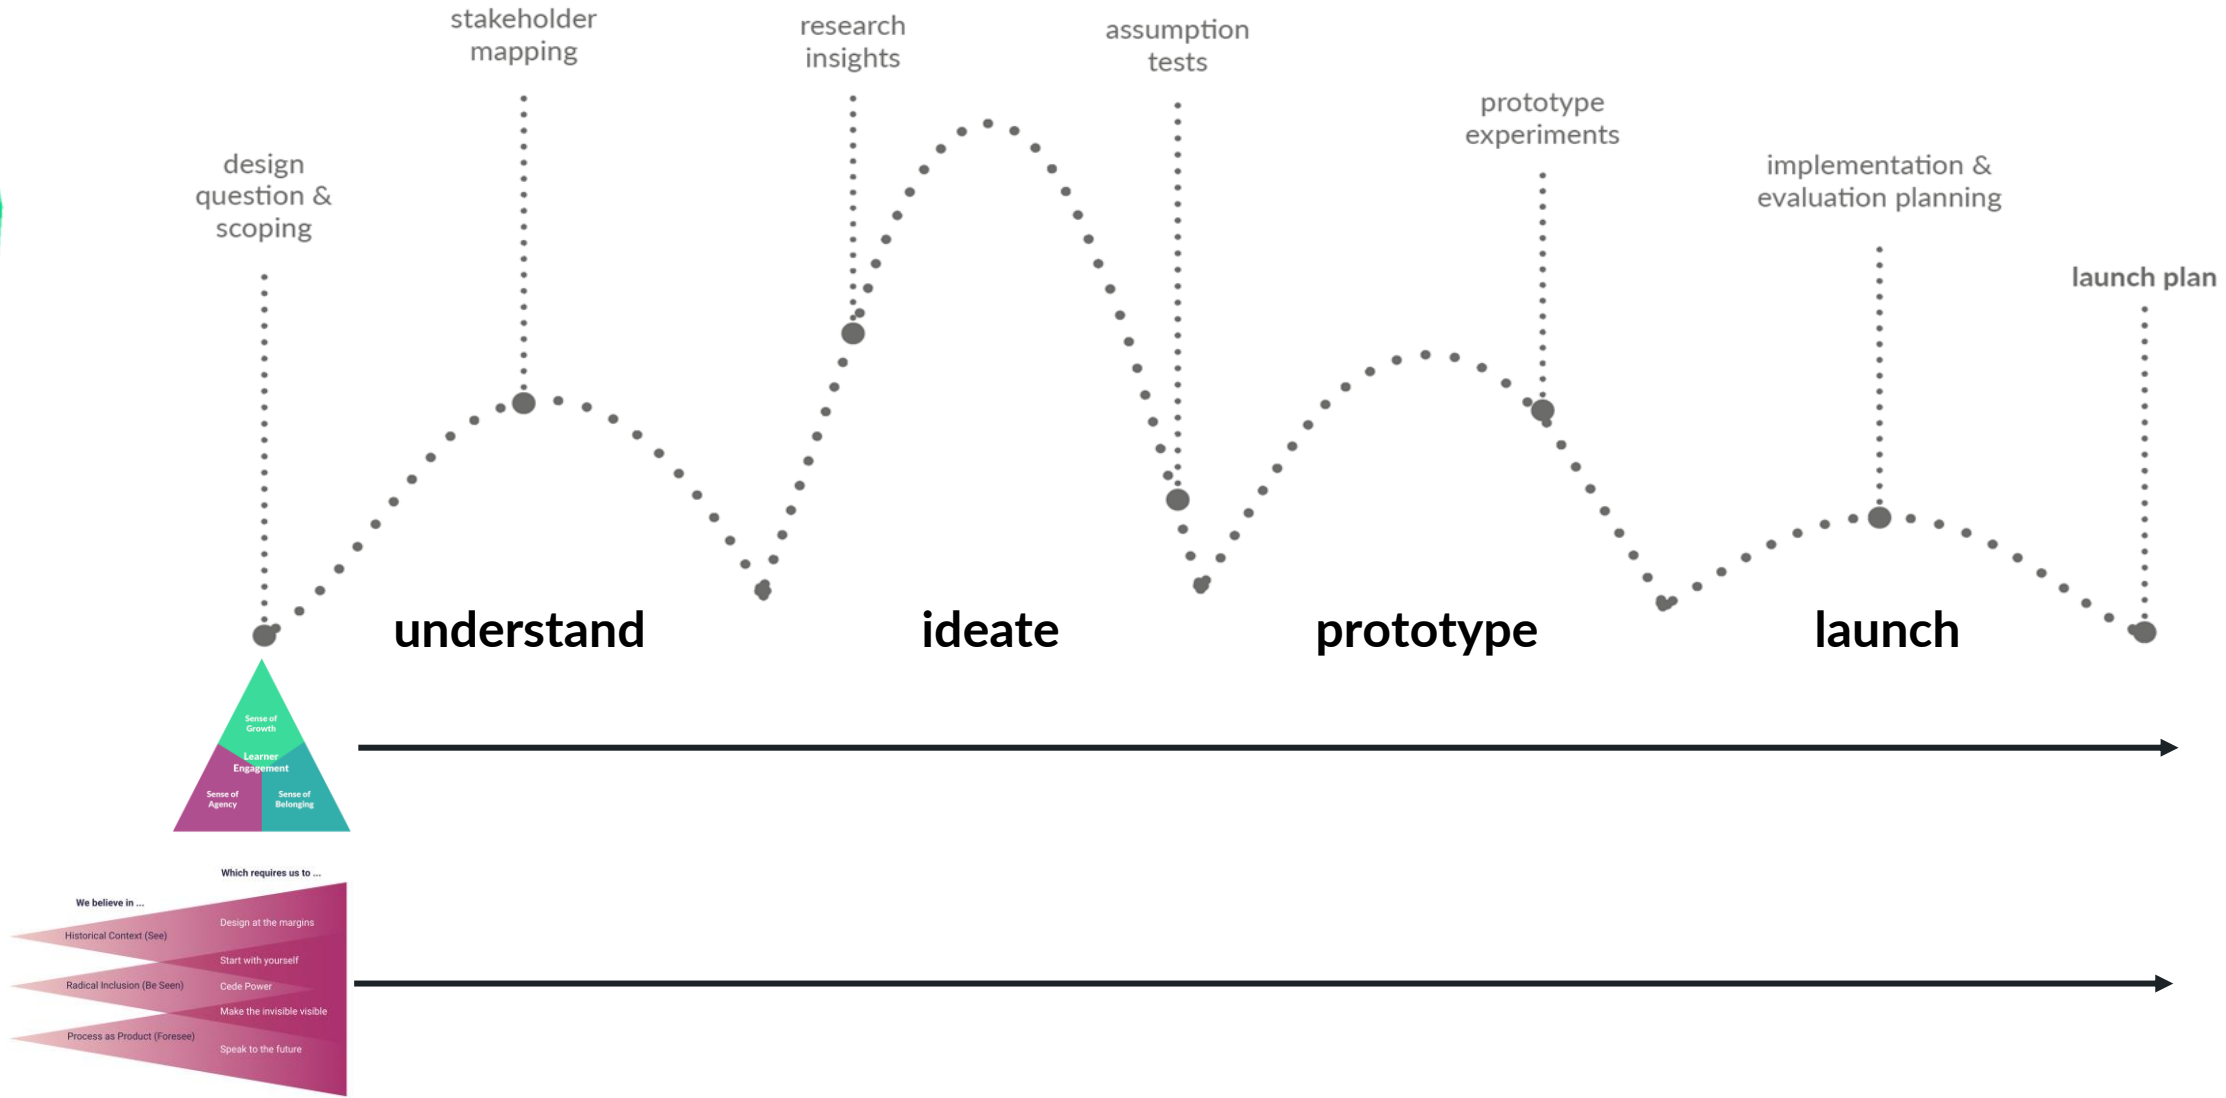 stakeholder
mapping
research
insights
assumption
tests
prototype
experiments
design
question &
scoping
implementation &
evaluation planning
launch plan
understand
ideate
prototype
launch
Sense of
Growth
Learner
Engagement
Sense of
Agency
Sense of
Belonging
Which requires us to ...
We believe in ...
Design at the margins
Historical Context (See)
Start with yourself
Radical Inclusion (Be Seen)
Cede Power
Make the invisible visible
Process as Product (Foresee)
Speak to the future